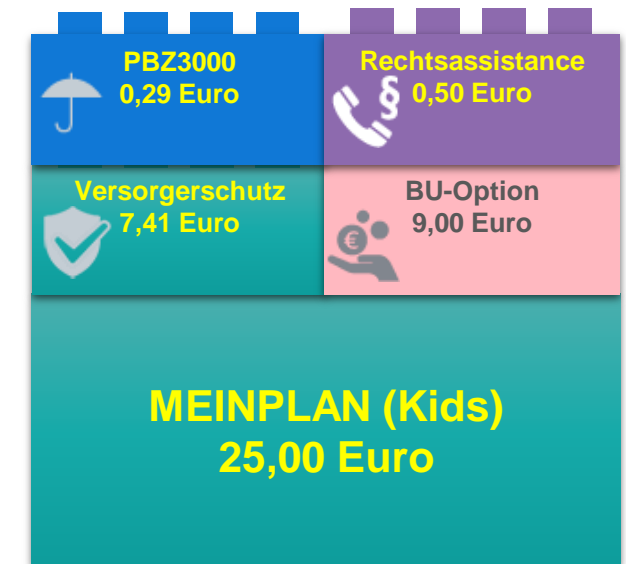 PBZ3000
0,29 Euro
Rechtsassistance
0,50 Euro
Versorgerschutz
7,41 Euro
BU-Option
9,00 Euro
MEINPLAN (Kids)
25,00 Euro